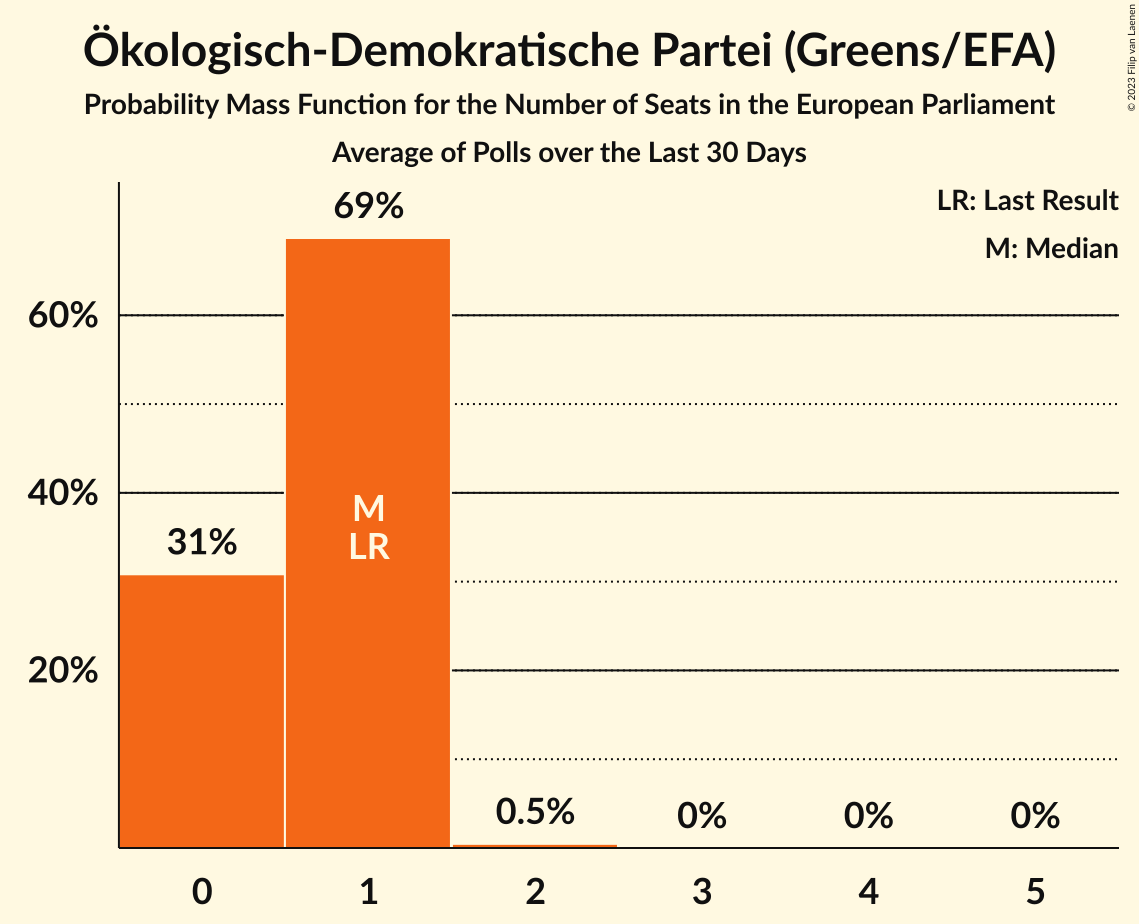 Ökologisch-Demokratische Partei (Greens/EFA)
Probability Mass Function for the Number of Seats in the European Parliament
Average of Polls over the Last 30 Days
© 2023 Filip van Laenen
LR: Last Result
M: Median
69%
60%
40%
M
LR
31%
20%
0.5%
0%
0%
0%
0
1
2
3
4
5